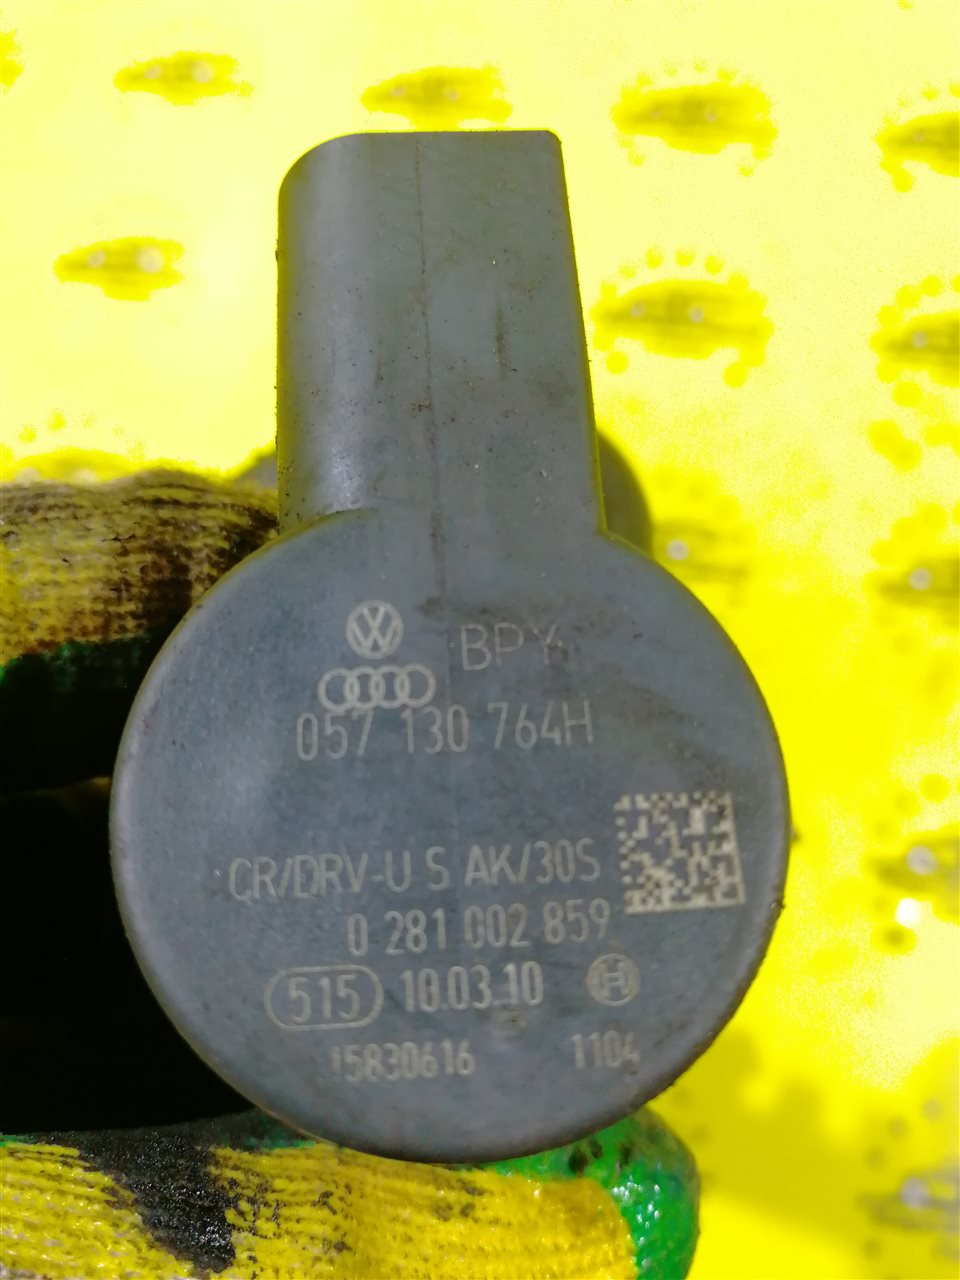 BPY
057 130 764H
CR/DRV-U S AK/30S
0 281 002 859
515 10.03.10
15830616 1104